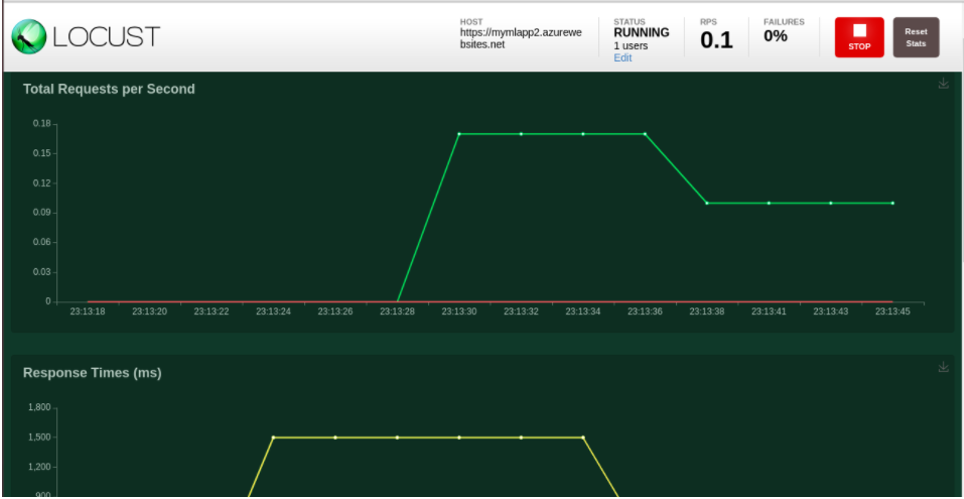 LOCUST
HOST
https://mymlapp2.azurewe
bsites.net
STATUS
RUNNING
1 users
Edit
RPS
0.1
FAILURES
0%
STOP
Reset
Stats
Total Requests per Second
0.18
0.15
0.12
0.09
0.06
0.03
0
23:13:18 23:13:20 23:13:22 23:13:24 23:13:26 23:13:28 23:13:30 23:13:32 23:13:34 23:13:36 23:13:38 23:13:41 23:13:43 23:13:45
Response Times (ms)
1,800
1,500
1,200
900